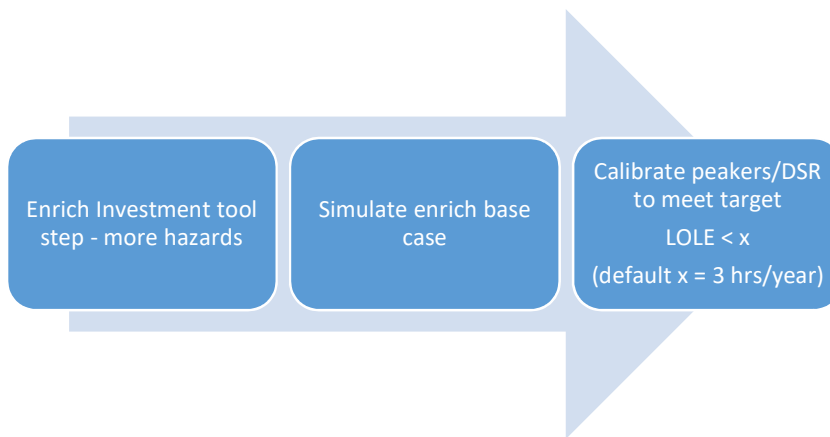 Enrich Investment tool
step - more hazards
Simulate enrich base
case
Calibrate peakers/DSR
to meet target
LOLE < x
(default x = 3 hrs/year)